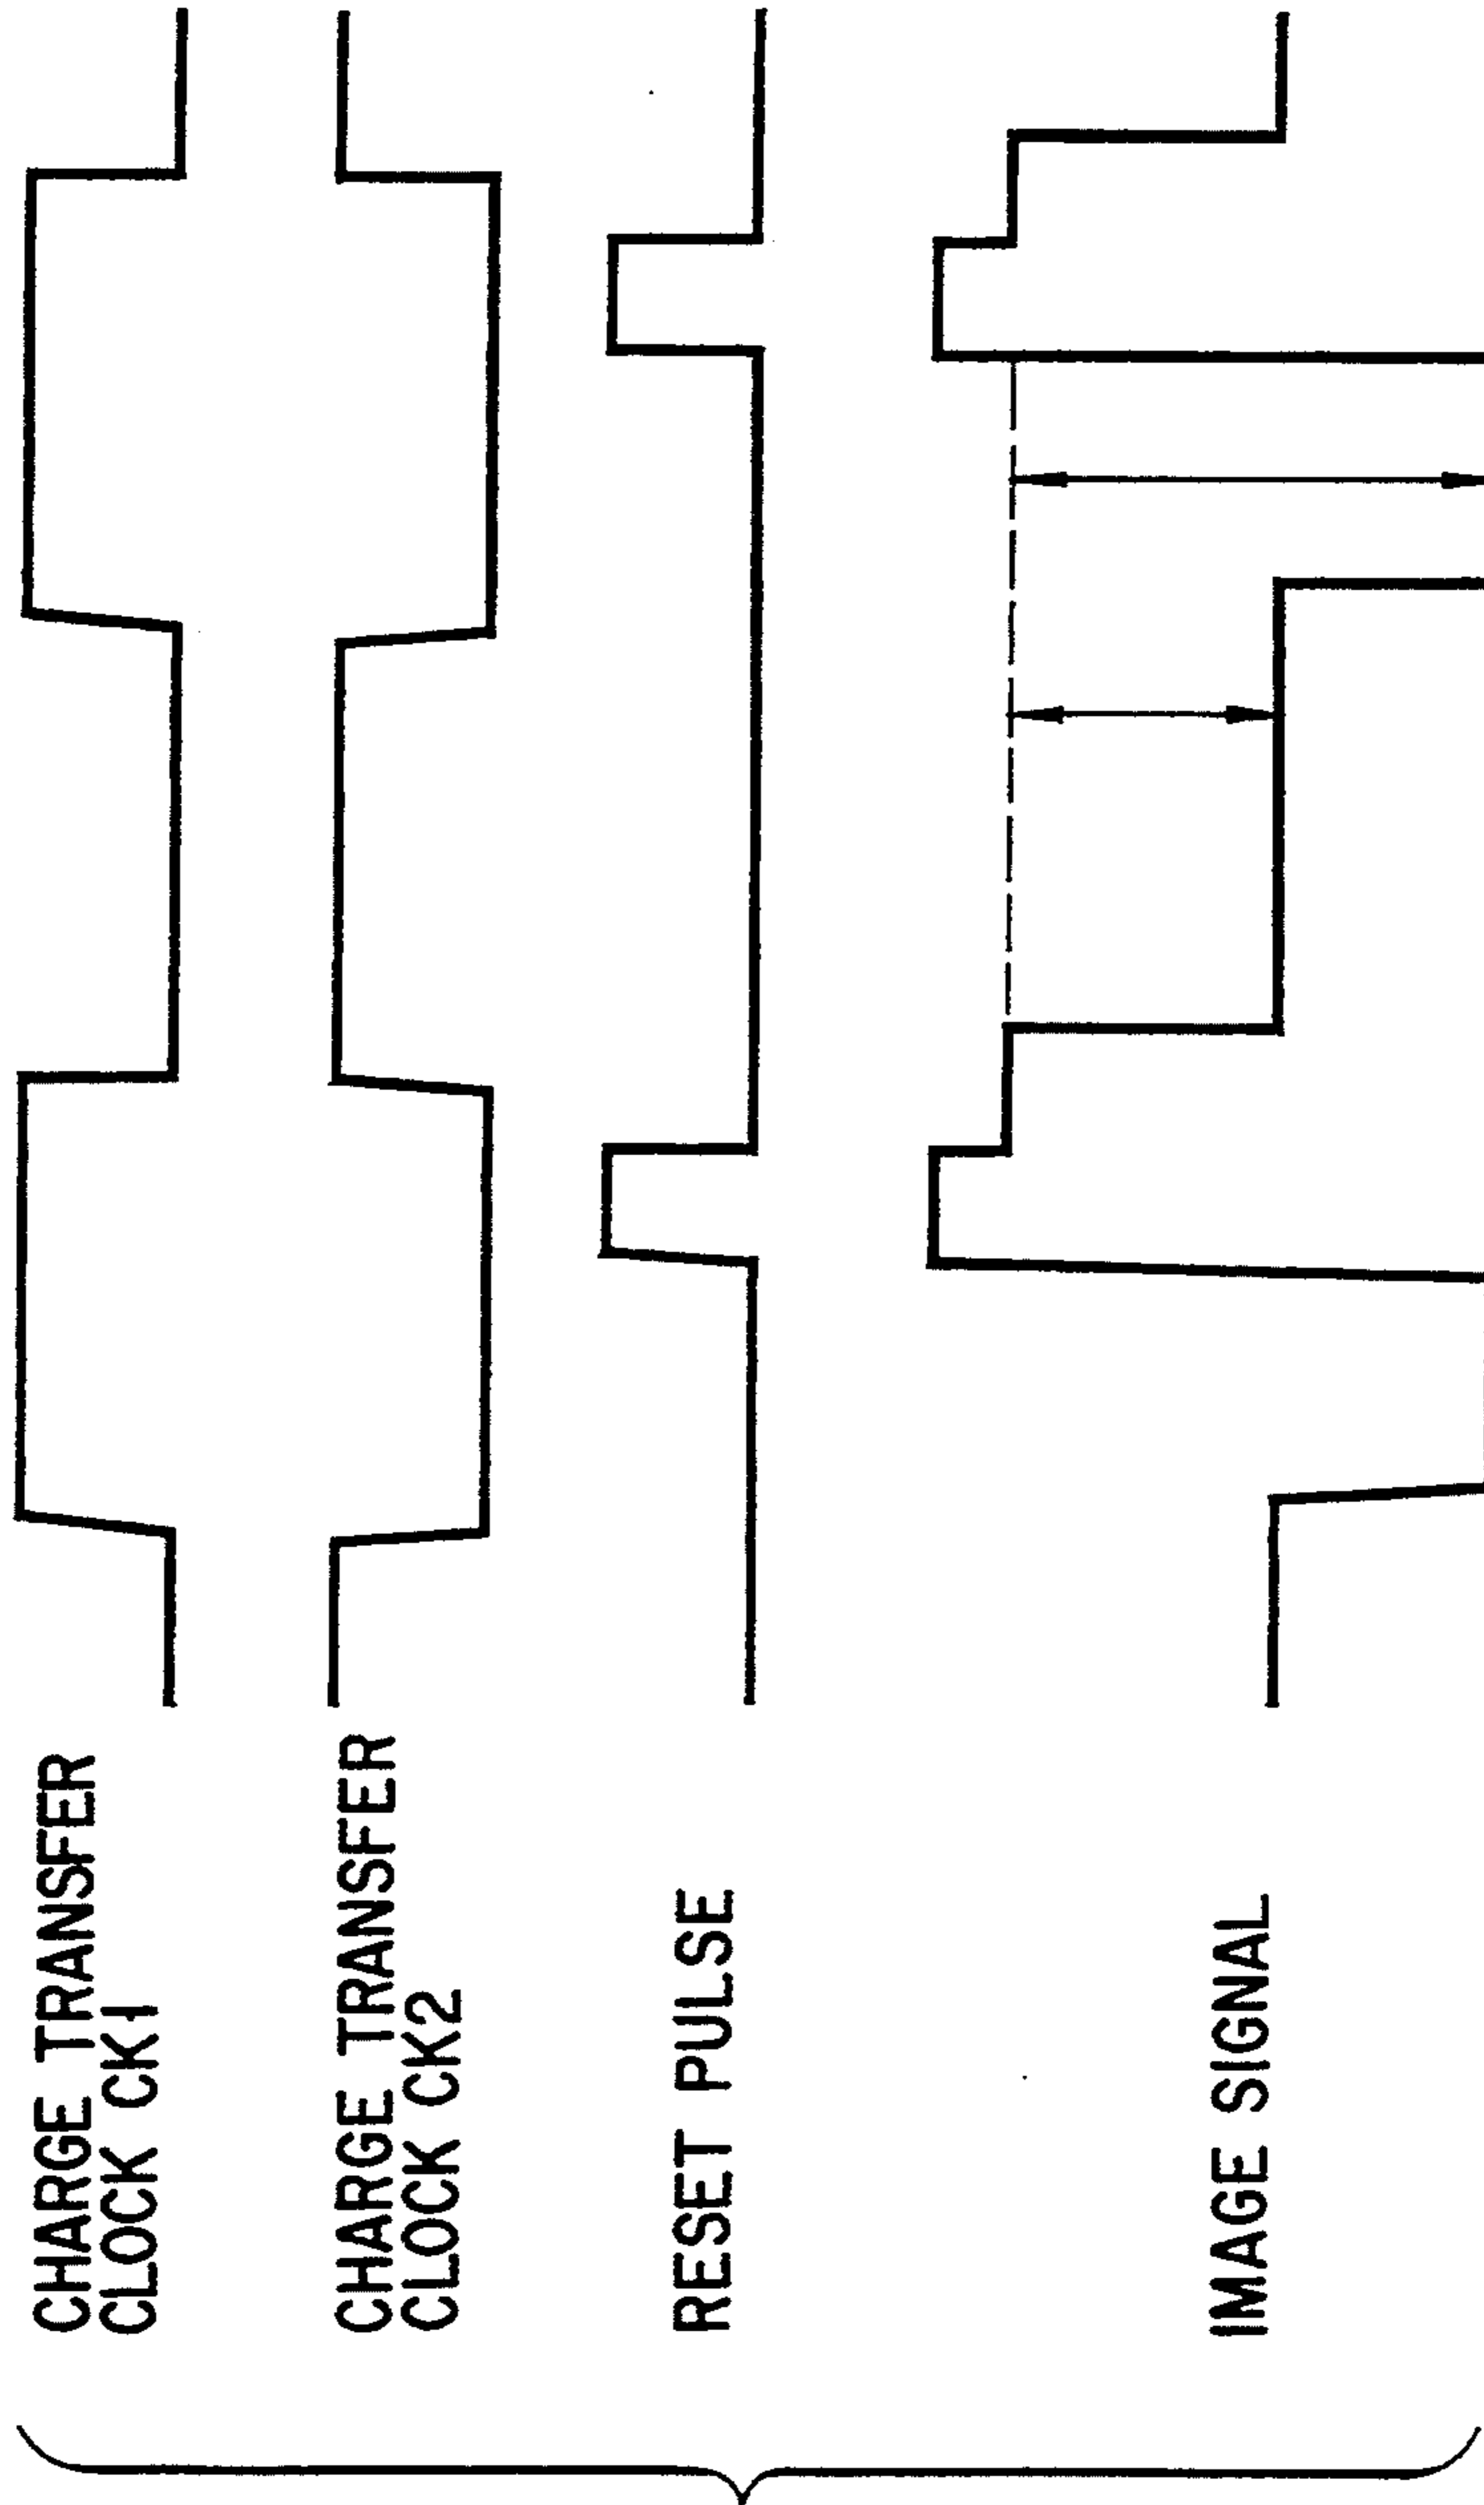 CHARGE TRANSFER
CLOCK CK1
CHARGE TRANSFER
CLOCK CK2
RESET PULSE
IMAGE SIGNAL